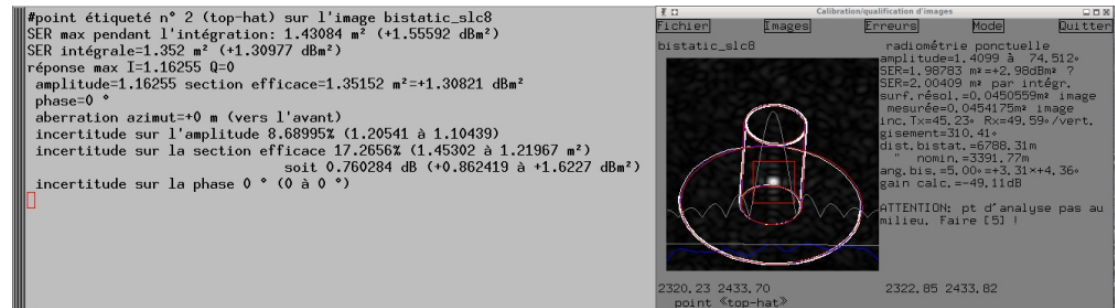 #point étiqueté n° 2 (top-hat) sur l'image bistatic_slc8
SER max pendant l'intégration: 1.43084 m² (+1.55592 dBm²)
SER intégrale=1.352 m² (+1.30977 dBm²)
réponse max I=1.16255 Q=0
amplitude=1.16255 section efficace=1.35152 m²=+1.30821 dBm²
phase=0 °
aberration azimut=+0 m (vers l'avant)
incertitude sur l'amplitude 8.68995% (1.20541 à 1.10439)
incertitude sur la section efficace 17.2656% (1.45302 à 1.21967 m²)
soit 0.760284 dB (+0.862419 à +1.6227 dBm²)
incertitude sur la phase 0 ° (0 à 0 °)
Calibration/qualification d'images
Fichier Images Erreurs Mode Quitter
bistatic_slc8
radiométrie ponctuelle
amplitude=1.4099 à 74.512°
SER=1.98783 m²=+2.98dBm² ?
SER=2.00409 m² par intégr.
surf.résol.=0.0450559m² image
mesurée=0.0454175m² image
inc.Tx=45.23° Rx=49.59°/vert.
gisement=310.41°
dist.bistat.=6788.31m
" nomin.=3391.77m
ang.bis.=5.00°=+3.31×+4.36°
gain calc.=-49.11dB
ATTENTION: pt d'analyse pas au
milieu. Faire [5] !
2320.23 2433.70 2322.85 2433.82
point «top-hat»